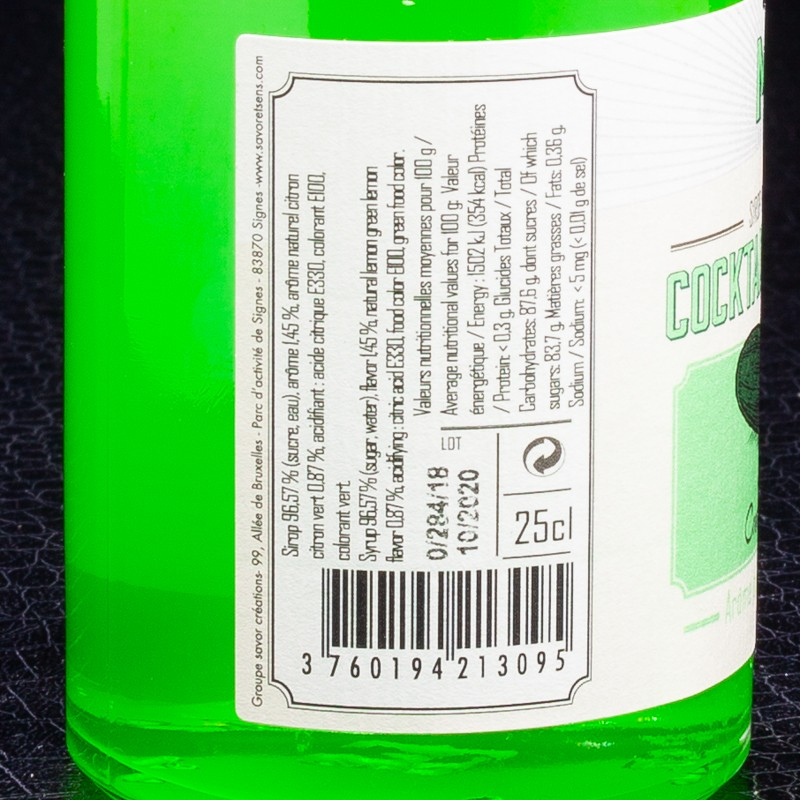 Groupe savor créations- 99, Allée de Bruxelles - Parc d'activité de Signes - 83870 Signes -www.savoretsens.com
Sirop 96,57 % (sucre, eau), arôme 1,45 %, arôme naturel citron
citron vert 0.87 %, acidifiant : acide citrique E330, colorant E100,
colorant vert.
Syrup 96.57% (sugar, water), flavor 1,45 %, natural lemon green lemon
flavor 0.87 %, acidifying : citric acid E330, food color E100, green food color.
Valeurs nutritionnelles moyennes pour 100 g /
Average nutritional values for 100 g: Valeur
énergétique / Energy : 1502 kJ (354 kcal) Protéines
/ Protein: < 0.3 g, Glucides Totaux / Total
Carbohydrates: 87,6 g, dont sucres / Of which
sugars: 83.7 g, Matières grasses / Fats: 0.36 g,
Sodium / Sodium: < 5 mg (< 0,01 g de sel)
LOT
0/284/18
10/2020
25cl
3 760194 213095
COCKTA